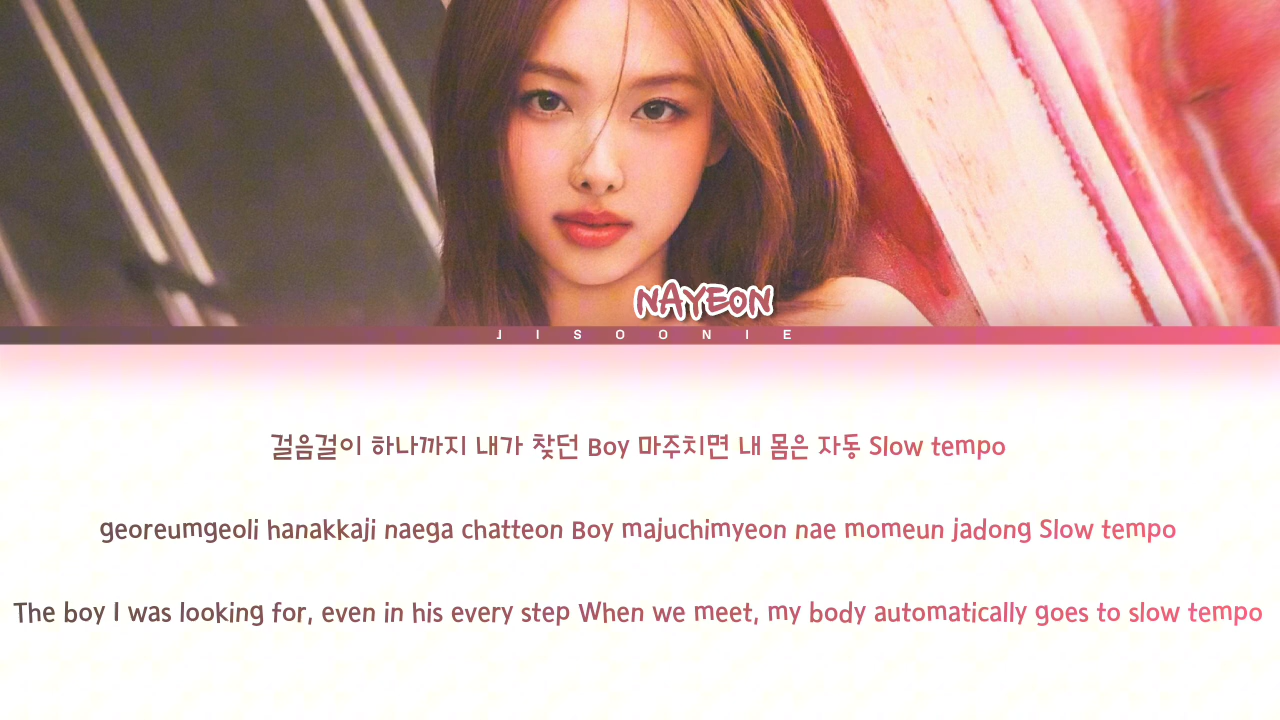 NAYEON
JISOONIE
걸음걸이 하나까지 내가 찾던 Boy 마주치면 내 몸은 자동 Slow tempo
georeumgeoli hanakkaji naega chatteon Boy majuchimyeon nae momeun jadong Slow tempo
The boy I was looking for, even in his every step When we meet, my body automatically goes to slow tempo